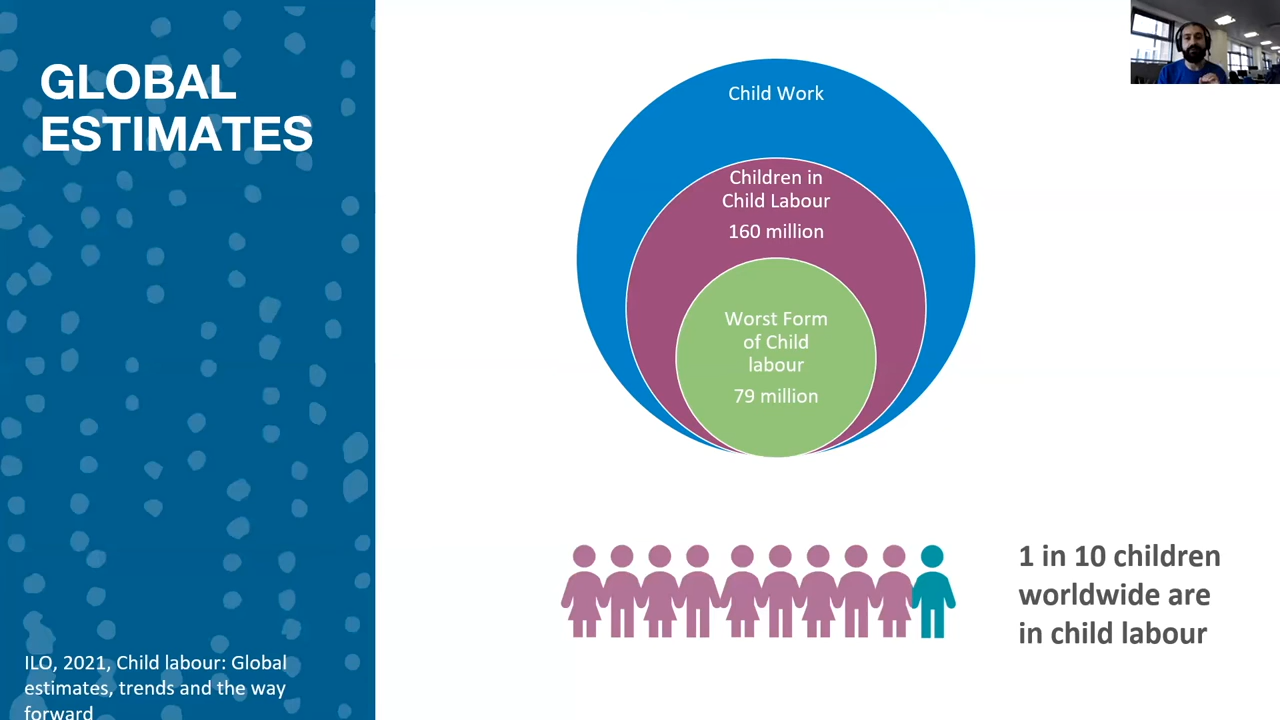 GLOBAL
ESTIMATES
Child Work
Children in
Child Labour
160 million
Worst Form
of Child
labour
79 million
1 in 10 children
worldwide are
in child labour
ILO, 2021, Child labour: Global
estimates, trends and the way
forward